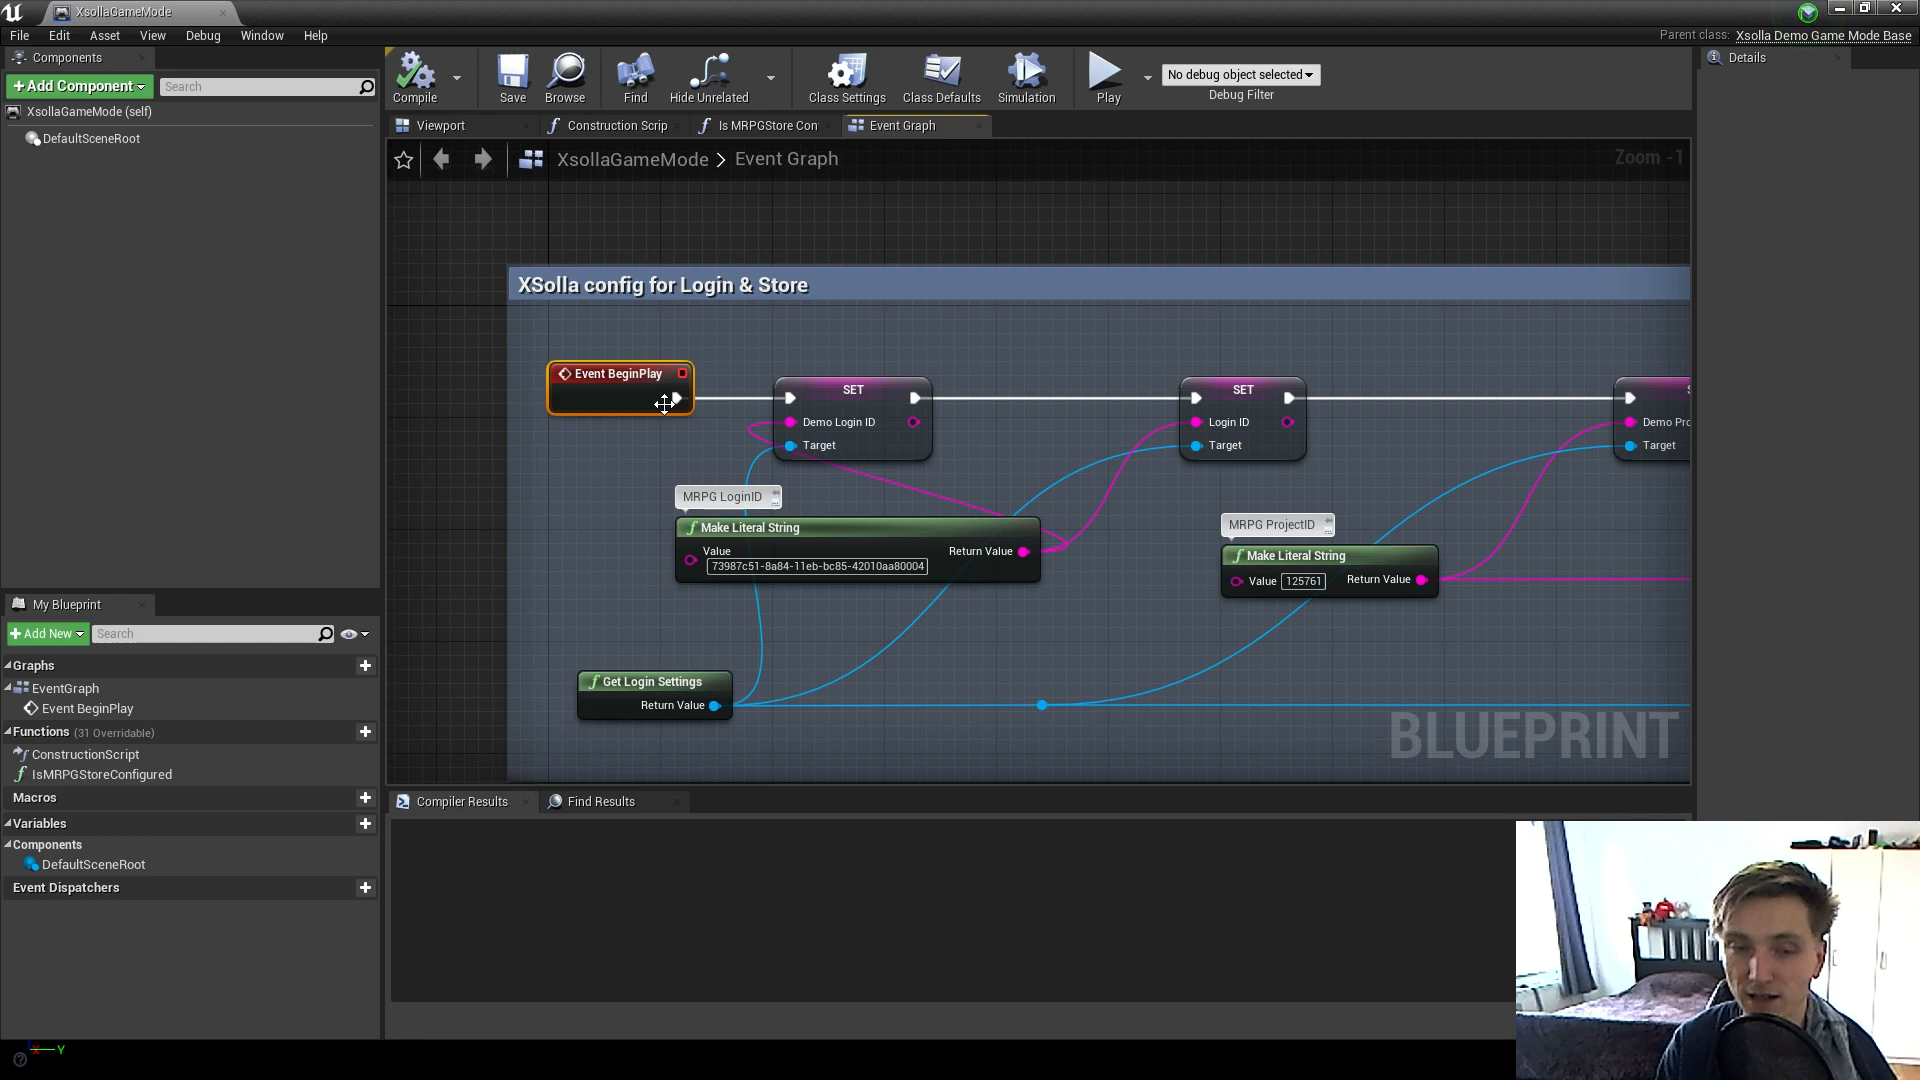 XsollaGameMode
File Edit Asset View Debug Window Help
Parent class: Xsolla Demo Game Mode Base
Components
+Add Component
Search
XsollaGameMode (self)
DefaultSceneRoot
Compile
Save
Browse
Find
Hide Unrelated
Class Settings
Class Defaults
Simulation
Play
No debug object selected
Debug Filter
Details
Viewport
Construction Scrip
Is MRPGStore Con
Event Graph
XsollaGameMode > Event Graph
Zoom -1
XSolla config for Login & Store
Event BeginPlay
SET
Demo Login ID
Target
SET
Login ID
Target
Demo Pro
Target
MRPG LoginID
Make Literal String
Value
73987c51-8a84-11eb-bc85-42010aa80004
Return Value
MRPG ProjectID
Make Literal String
Value 125761 Return Value
Get Login Settings
Return Value
BLUEPRINT
My Blueprint
+Add New
Search
Graphs
EventGraph
Event BeginPlay
Functions (31 Overridable)
ConstructionScript
IsMRPGStoreConfigured
Macros
Variables
Components
DefaultSceneRoot
Event Dispatchers
Compiler Results
Find Results
X Y